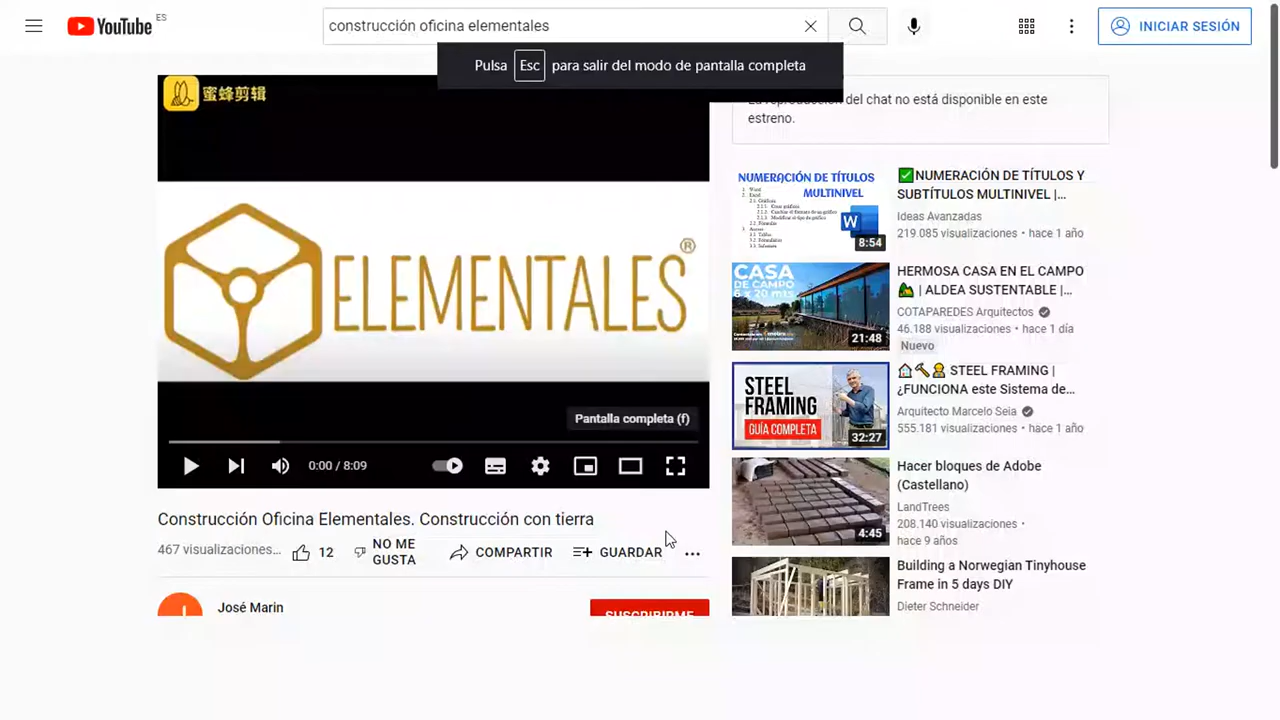 YouTube ES
construcción oficina elementales
INICIAR SESIÓN
Pulsa Esc para salir del modo de pantalla completa
蜜蜂剪辑
ELEMENTALES®
Pantalla completa (f)
0:00 / 8:09
Construcción Oficina Elementales. Construcción con tierra
467 visualizaciones...
12
NO ME
GUSTA
COMPARTIR
GUARDAR
José Marin
SUSCRIBIRME
La reproducción del chat no está disponible en este
estreno.
NUMERACIÓN DE TÍTULOS
MULTINIVEL
W
8:54
NUMERACIÓN DE TÍTULOS Y
SUBTÍTULOS MULTINIVEL |...
Ideas Avanzadas
219.085 visualizaciones • hace 1 año
CASA
DE CAMPO
6 x 20 mts
21:48
HERMOSA CASA EN EL CAMPO
| ALDEA SUSTENTABLE |...
COTAPAREDES Arquitectos
46.188 visualizaciones • hace 1 día
Nuevo
STEEL
FRAMING
GUÍA COMPLETA
32:27
STEEL FRAMING |
¿FUNCIONA este Sistema de...
Arquitecto Marcelo Seia
555.181 visualizaciones • hace 1 año
4:45
Hacer bloques de Adobe
(Castellano)
LandTrees
208.140 visualizaciones •
hace 9 años
Building a Norwegian Tinyhouse
Frame in 5 days DIY
Dieter Schneider